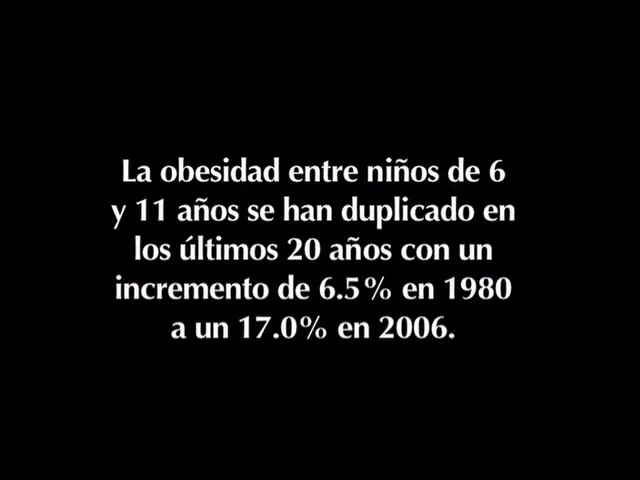 La obesidad entre niños de 6
y 11 años se han duplicado en
los últimos 20 años con un
incremento de 6.5% en 1980
a un 17.0% en 2006.